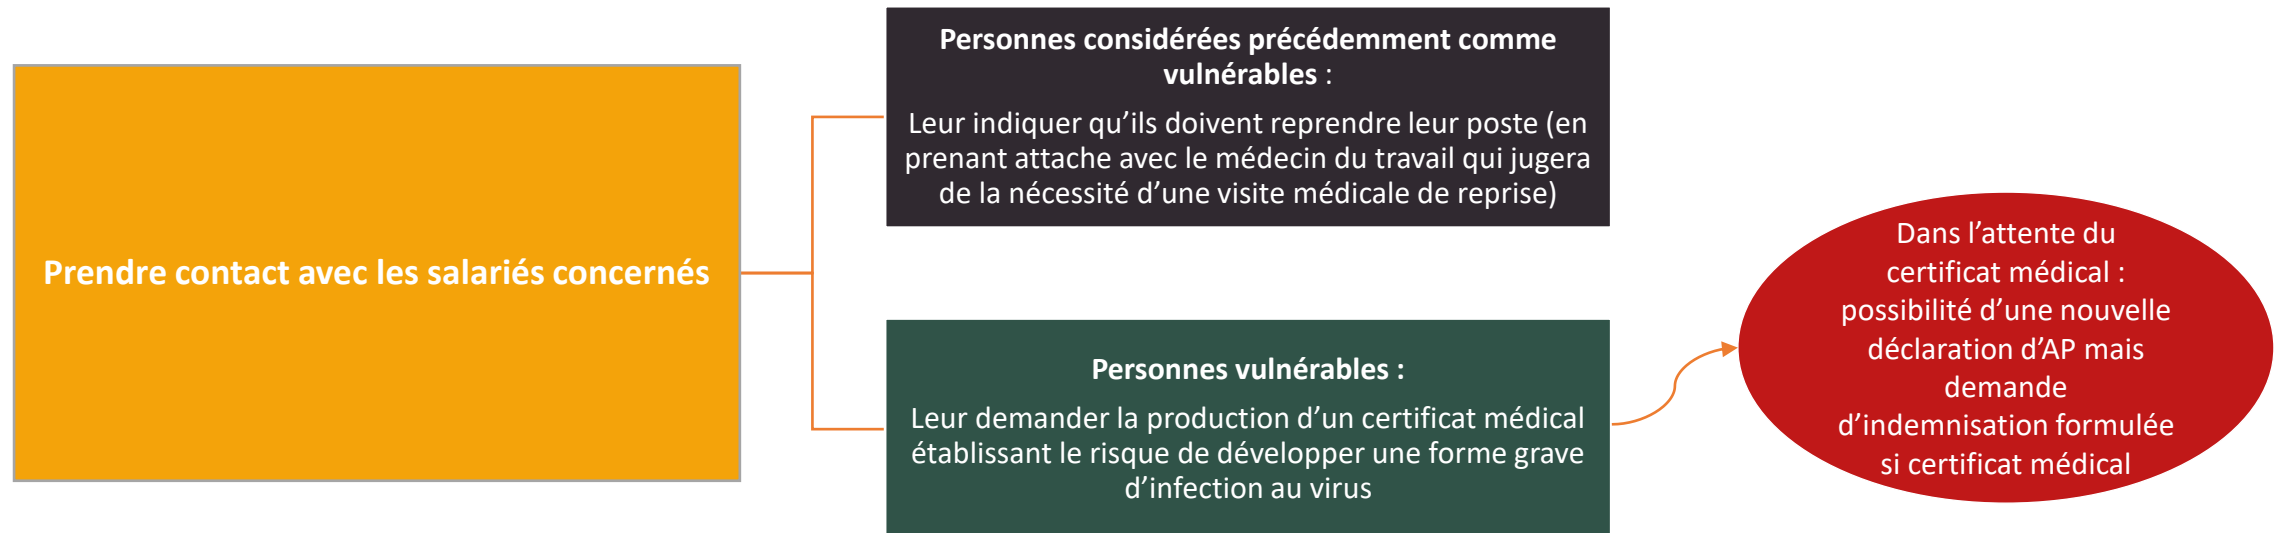 Prendre contact avec les salariés concernés
Personnes considérées précédemment comme
vulnérables :
Leur indiquer qu’ils doivent reprendre leur poste (en
prenant attache avec le médecin du travail qui jugera
de la nécessité d’une visite médicale de reprise)
Personnes vulnérables :
Leur demander la production d’un certificat médical
établissant le risque de développer une forme grave
d’infection au virus
Dans l’attente du
certificat médical :
possibilité d’une nouvelle
déclaration d’AP mais
demande
d’indemnisation formulée
si certificat médical